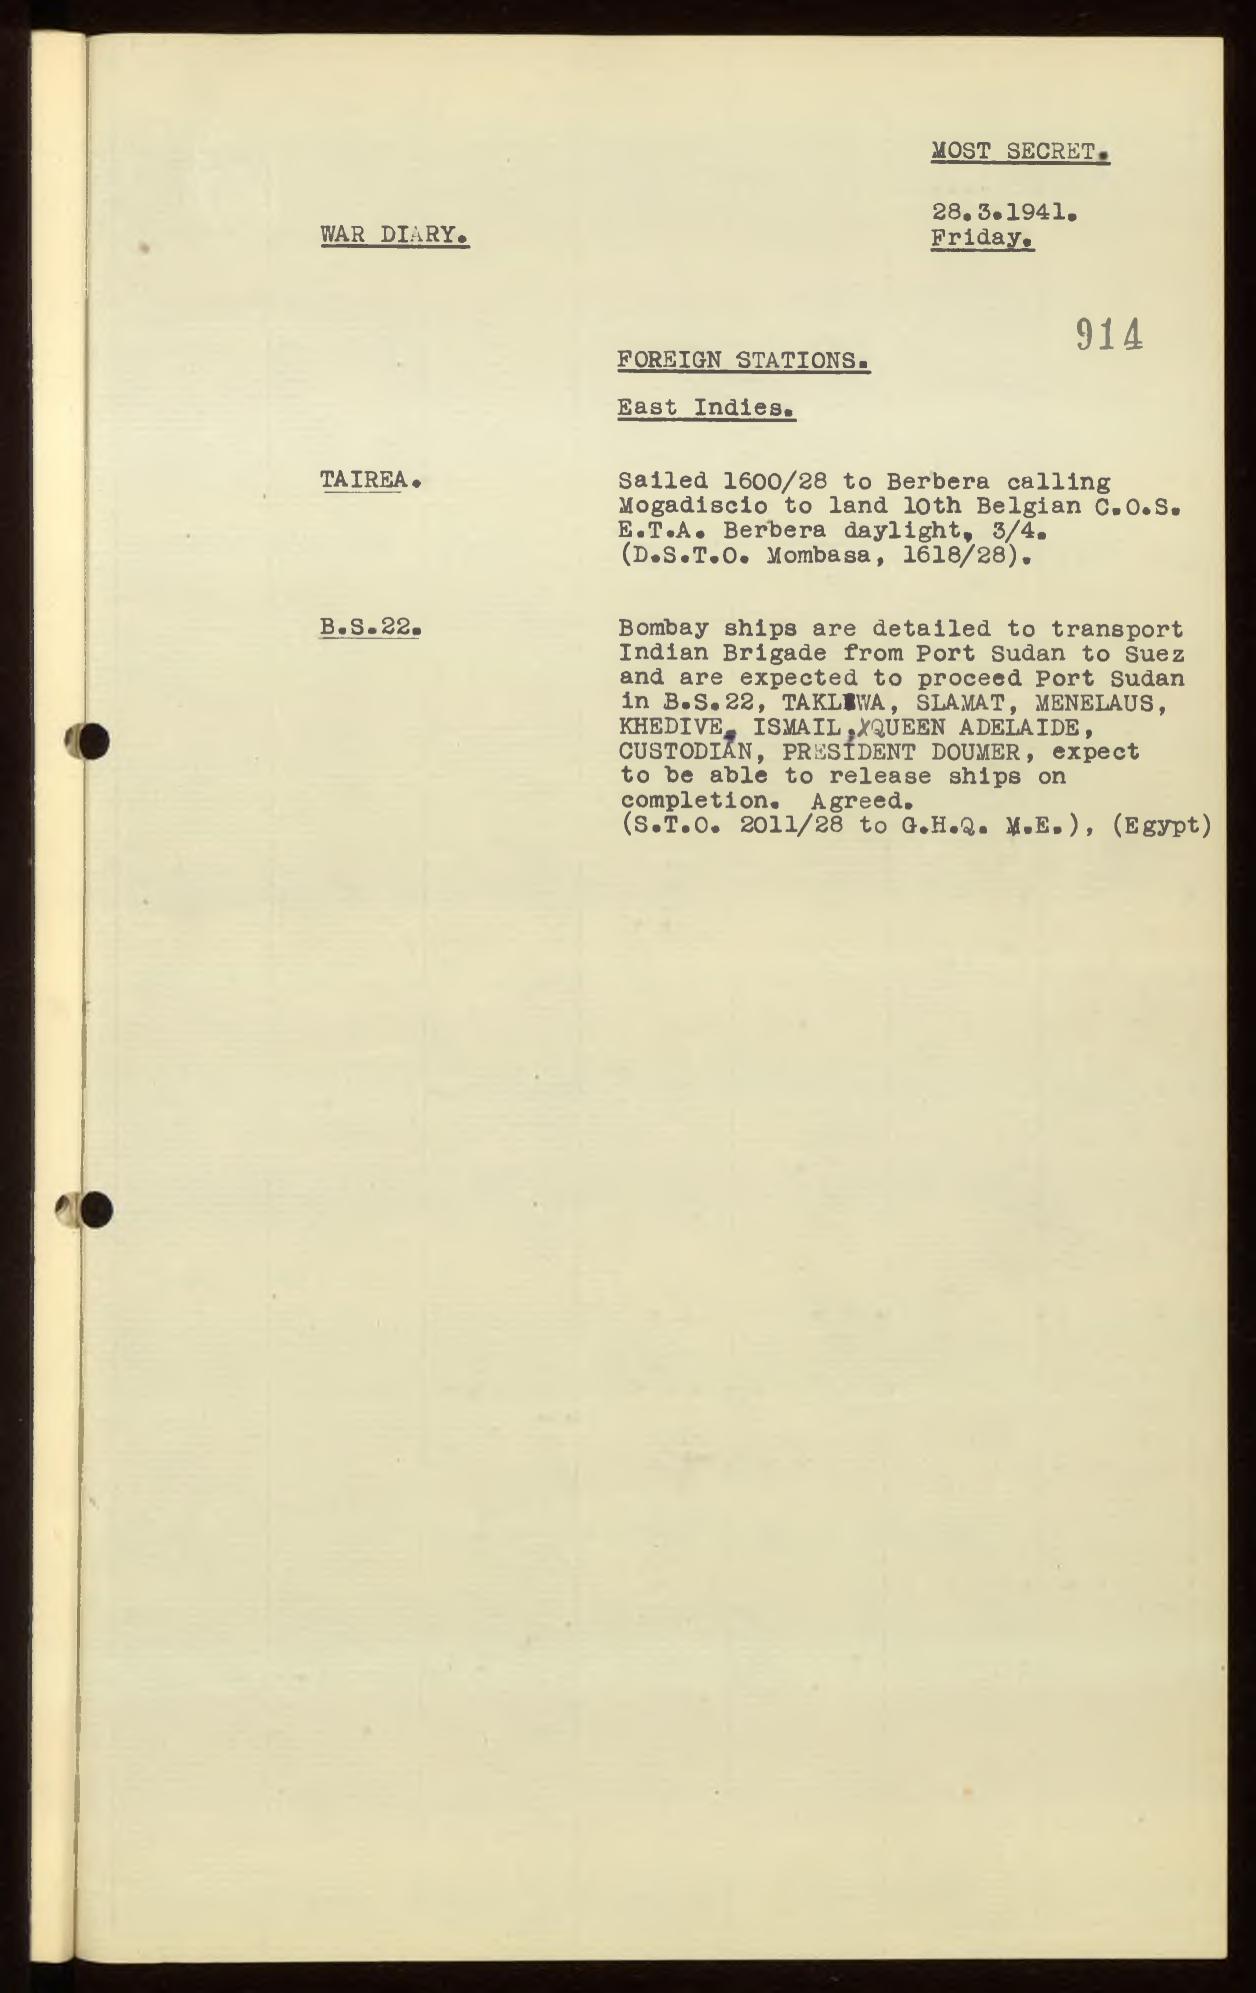 MOST SECRET.
28.3.1941.
WAR DIARY.
Friday.
914
FOREIGN STATIONS.
East Indies.
TAIREA.
Sailed 1600/28 to Berbera calling
Mogadiscio to land 10th Belgian C.O.S.
E.T.A. Berbera daylight, 3/4.
(D.S.T.O. Mombasa, 1618/28).
B.S.22.
Bombay ships are detailed to transport
Indian Brigade from Port Sudan to Suez
and are expected to proceed Port Sudan
in B.S.22, SLAMAT, MENELAUS,
KHEDIVE, ISMAIL, QUEEN ADELAIDE,
CUSTODIAN, PRESIDENT DOUMER, expect
to be able to release ships on
completion. Agreed.
(S.T.O. 2011/28 to G.H.Q. M.E.), (Egypt)